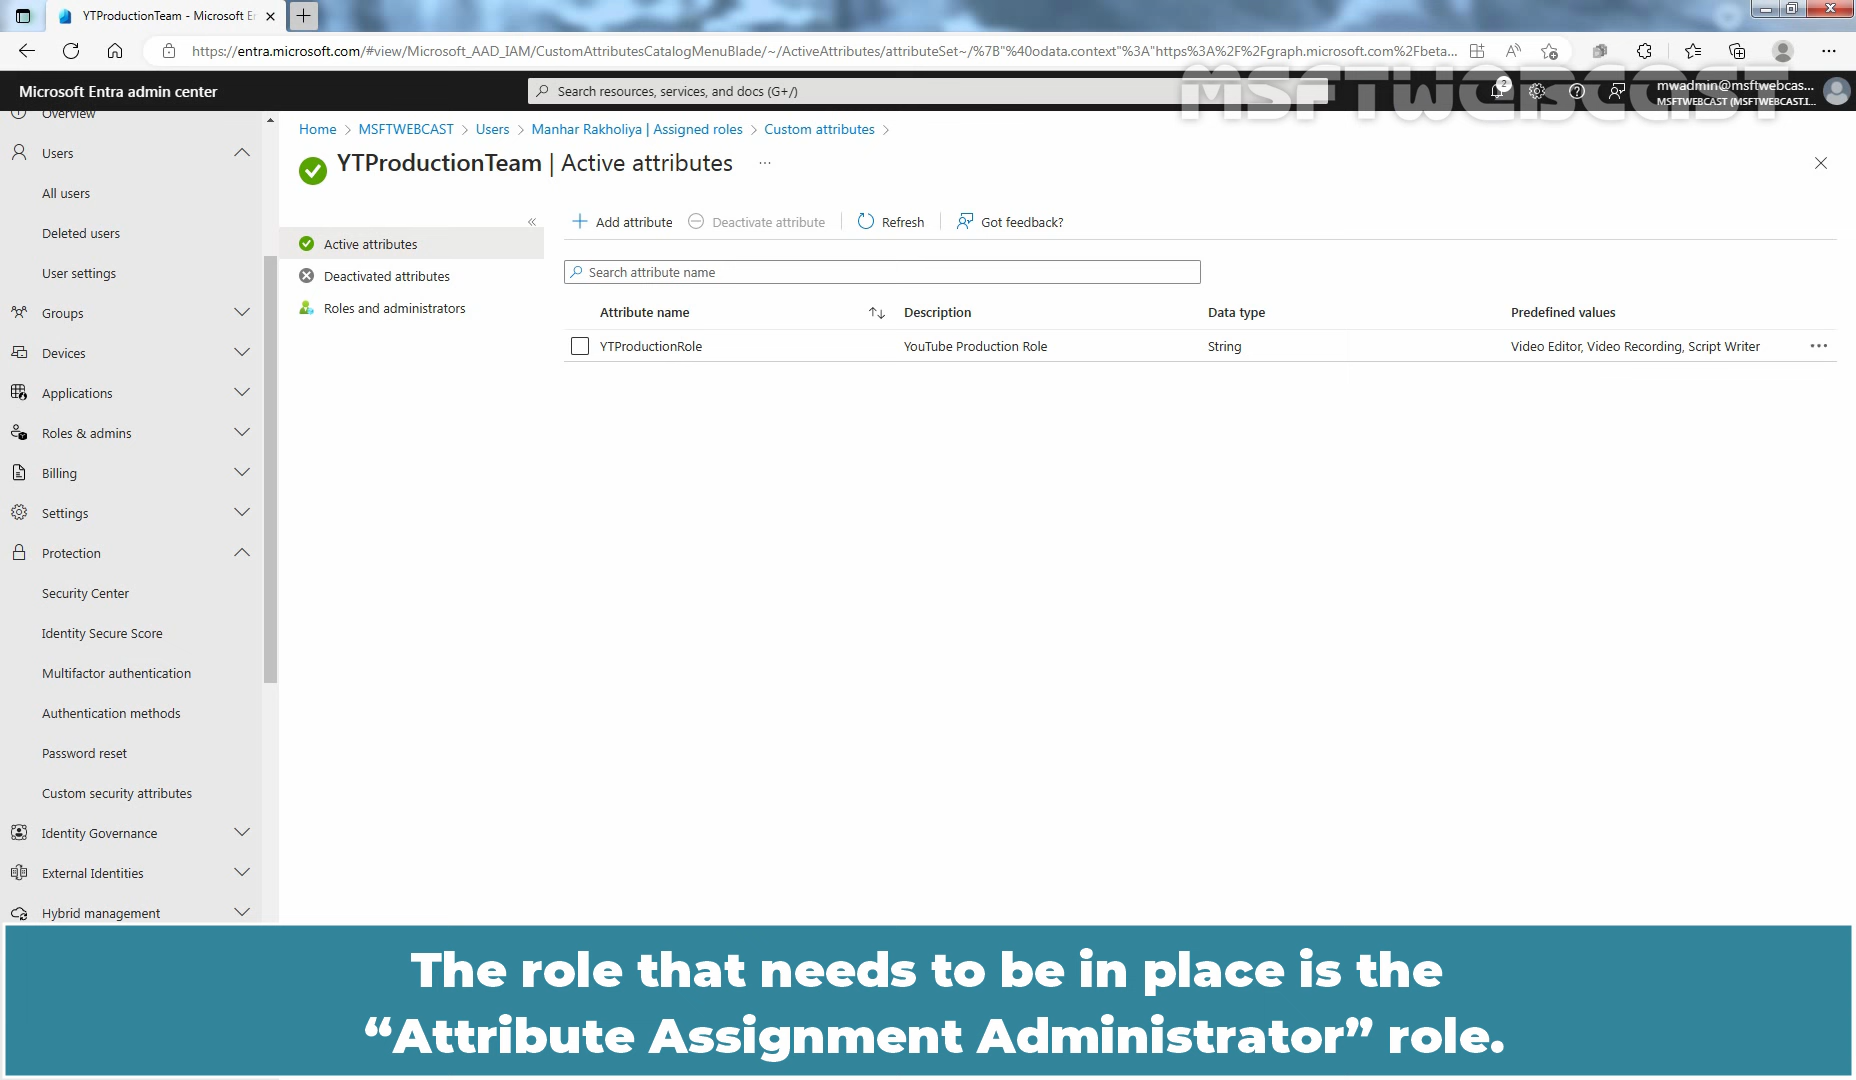 YTProductionTeam - Microsoft Er
https://entra.microsoft.com/#view/Microsoft_AAD_IAM/CustomAttributesCatalogMenuBlade/~/ActiveAttributes/attributeSet~/%7B"%40odata.context"%3A"https%3A%2F%2Fgraph.microsoft.com%2Fbeta...
MSFTWEBCAST
Microsoft Entra admin center
Search resources, services, and docs (G+/)
2
mwadmin@msftwebcas...
MSFTWEBCAST (MSFTWEBCAST.I...
Overview
Users
All users
Deleted users
User settings
Groups
Devices
Applications
Roles & admins
Billing
Settings
Protection
Security Center
Identity Secure Score
Multifactor authentication
Authentication methods
Password reset
Custom security attributes
Identity Governance
External Identities
Hybrid management
Home > MSFTWEBCAST > Users > Manhar Rakholiya | Assigned roles > Custom attributes >
YTProductionTeam | Active attributes ...
Active attributes
Deactivated attributes
Roles and administrators
Add attribute Deactivate attribute Refresh Got feedback?
Search attribute name
Attribute name Description Data type Predefined values
YTProductionRole YouTube Production Role String Video Editor, Video Recording, Script Writer
The role that needs to be in place is the
“Attribute Assignment Administrator” role.